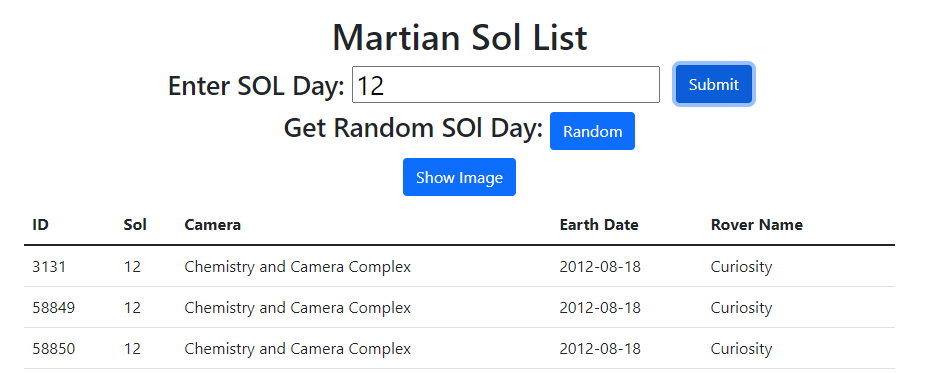 Martian Sol List
Enter SOL Day: 12 Submit
Get Random SOl Day: Random
Show Image
ID Sol Camera Earth Date Rover Name
3131 12 Chemistry and Camera Complex 2012-08-18 Curiosity
58849 12 Chemistry and Camera Complex 2012-08-18 Curiosity
58850 12 Chemistry and Camera Complex 2012-08-18 Curiosity